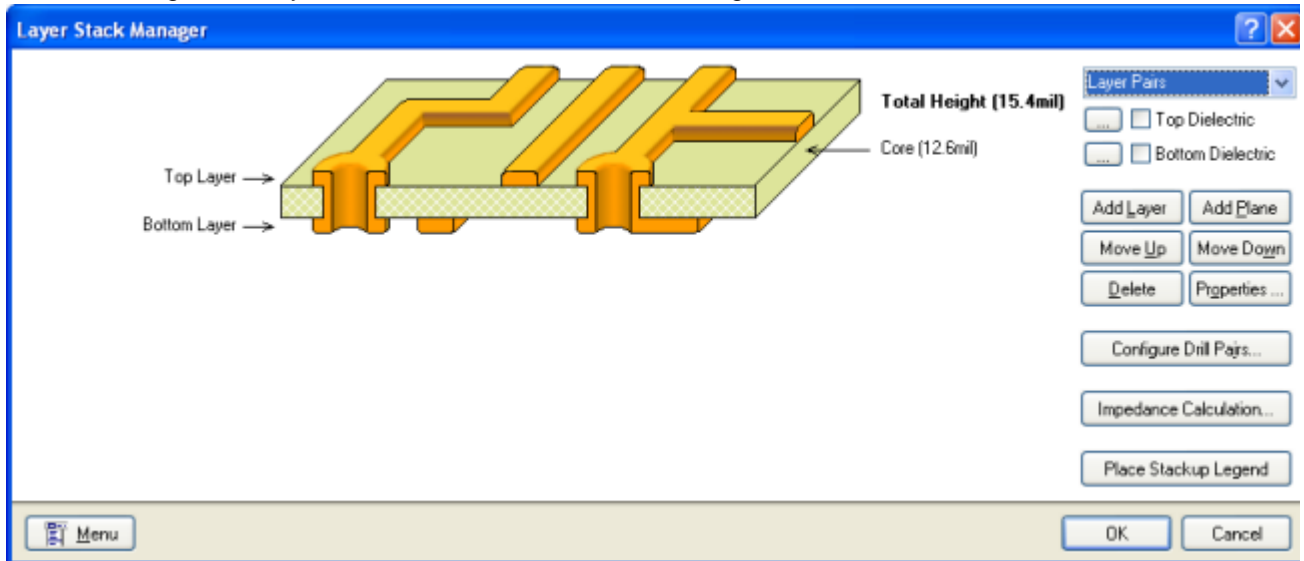 Layer Stack Manager
Layer Pairs
Total Height (15.4mil)
... Top Dielectric
Core (12.6mil)
... Bottom Dielectric
Top Layer
Bottom Layer
Add Layer Add Plane
Move Up Move Down
Delete Properties ...
Configure Drill Pairs...
Impedance Calculation...
Place Stackup Legend
Menu OK Cancel